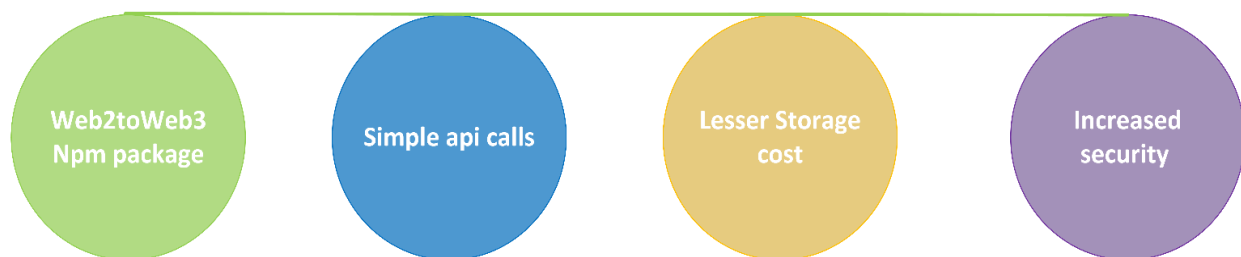 Web2toWeb3
Npm package
Simple api calls
Lesser Storage
cost
Increased
security